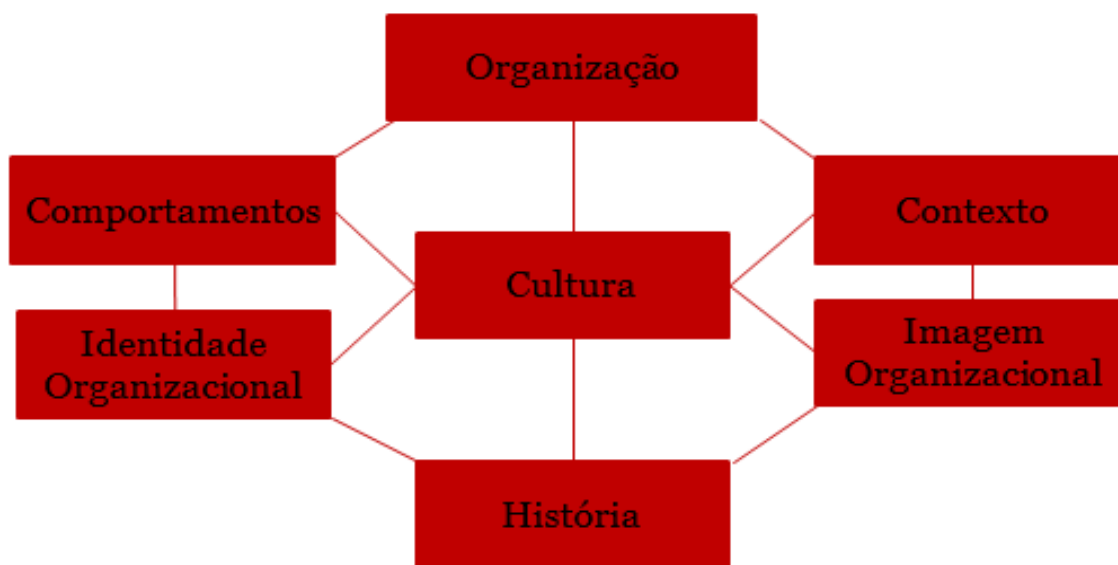 Organização
Comportamentos
Contexto
Cultura
Identidade
Organizacional
Imagem
Organizacional
História